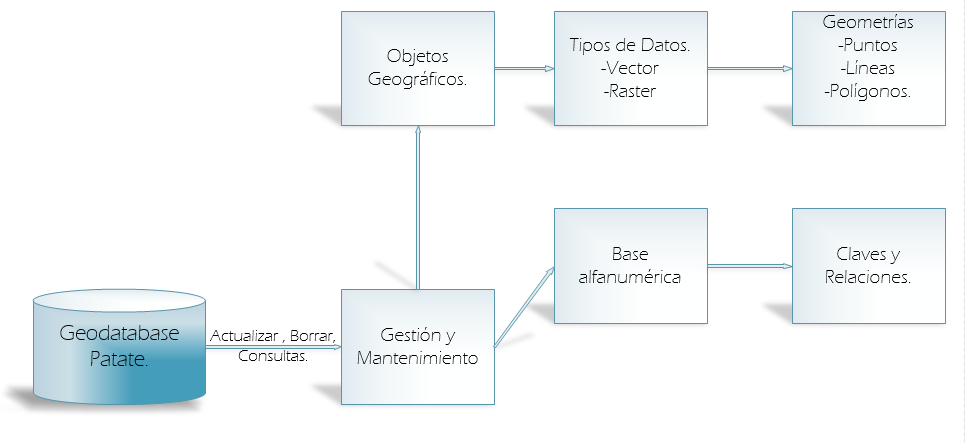 Objetos
Geográficos.
Tipos de Datos.
-Vector
-Raster
Geometrías
-Puntos
-Líneas
-Polígonos.
Base
alfanumérica
Claves y
Relaciones.
Geodatabase
Patate.
Actualizar , Borrar,
Consultas.
Gestión y
Mantenimiento